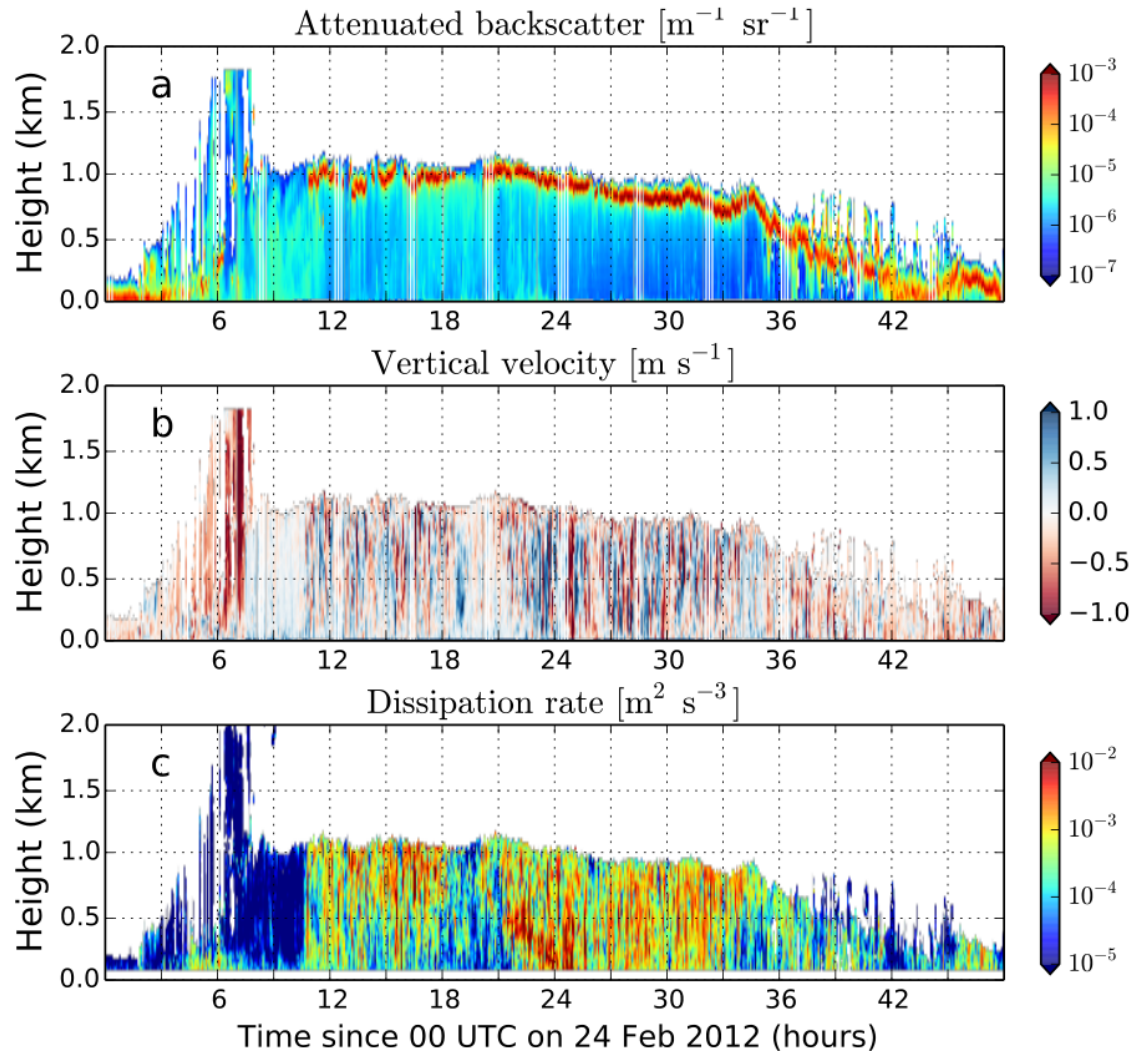 Attenuated backscatter [m⁻¹ sr⁻¹]
a
Height (km)
2.0
1.5
1.0
0.5
0.0
6 12 18 24 30 36 42
10⁻³
10⁻⁴
10⁻⁵
10⁻⁶
10⁻⁷
Vertical velocity [m s⁻¹]
b
Height (km)
2.0
1.5
1.0
0.5
0.0
6 12 18 24 30 36 42
1.0
0.5
0.0
−0.5
−1.0
Dissipation rate [m² s⁻³]
c
Height (km)
2.0
1.5
1.0
0.5
0.0
6 12 18 24 30 36 42
10⁻²
10⁻³
10⁻⁴
10⁻⁵
Time since 00 UTC on 24 Feb 2012 (hours)